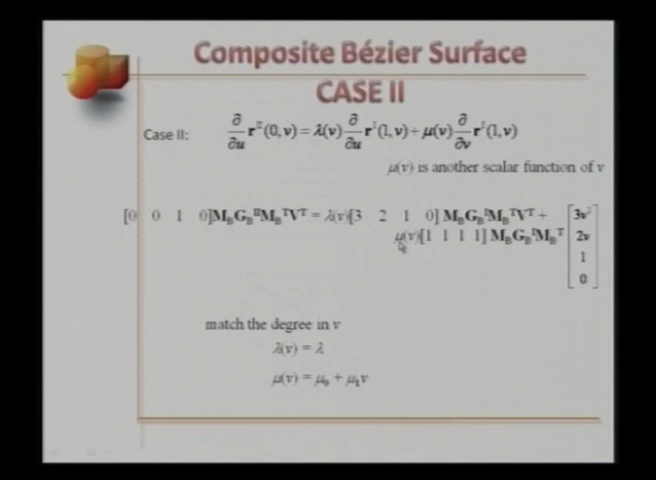 Composite Bézier Surface
CASE II
Case II: ∂/∂u r^II(0,v) = λ(v) ∂/∂u r^I(1,v) + μ(v) ∂/∂v r^I(1,v)
μ(v) is another scalar function of v
[0 0 1 0]M_B G_B^II M_B^T V^T = λ(v)[3 2 1 0] M_B G_B^I M_B^T V^T +
μ(v)[1 1 1 1] M_B G_B^I M_B^T [3v² 2v 1 0]
match the degree in v
λ(v) = λ
μ(v) = μ₀ + μ₁v